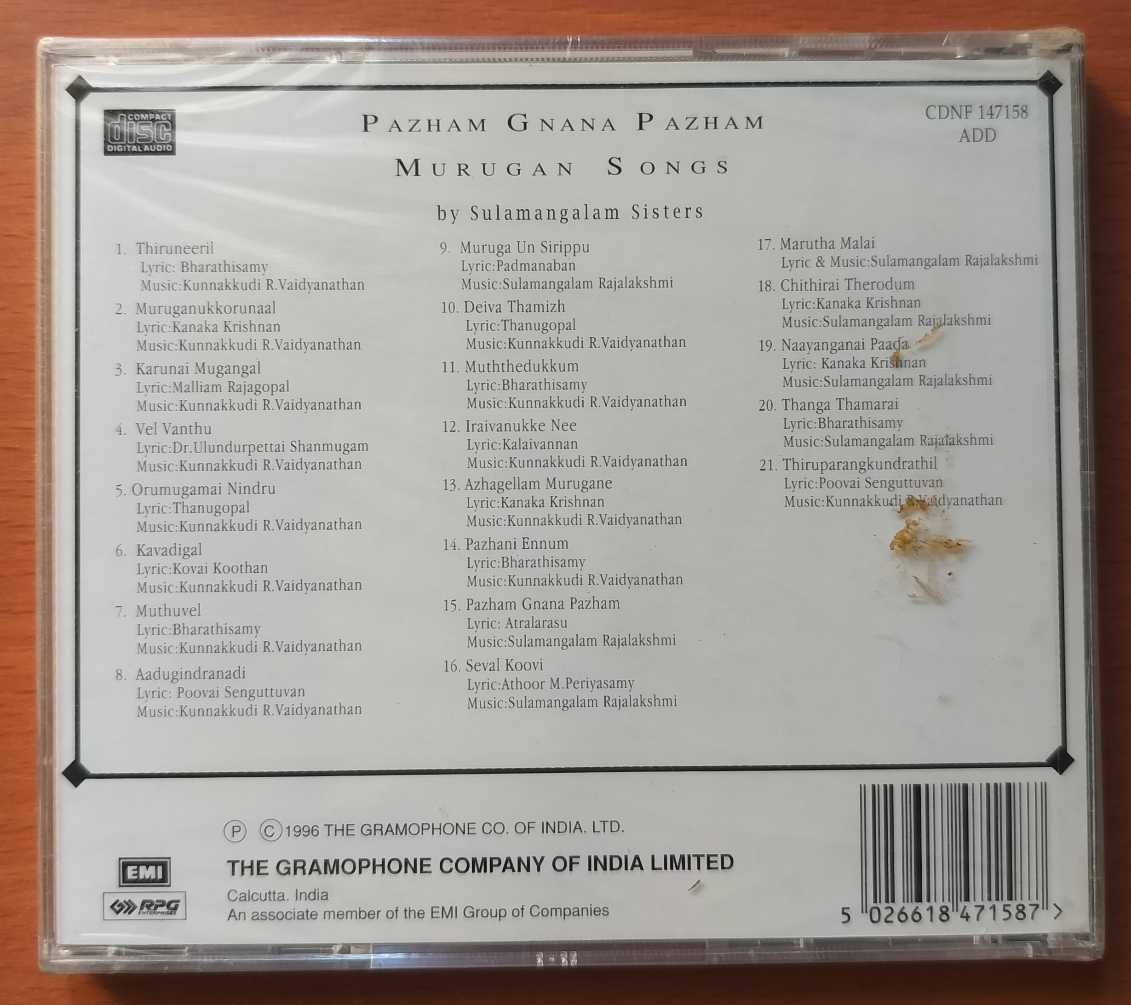 COMPACT
disc
DIGITAL AUDIO
PAZHAM GNANA PAZHAM
MURUGAN SONGS
by Sulamangalam Sisters
CDNF 147158
ADD
1. Thiruneeril
Lyric: Bharathisamy
Music:Kunnakkudi R.Vaidyanathan
2. Muruganukkorunaal
Lyric:Kanaka Krishnan
Music:Kunnakkudi R.Vaidyanathan
3. Karunai Mugangal
Lyric:Malliam Rajagopal
Music:Kunnakkudi R.Vaidyanathan
4. Vel Vanthu
Lyric:Dr.Ulundurpettai Shanmugam
Music:Kunnakkudi R.Vaidyanathan
5. Orumugamai Nindru
Lyric:Thanugopal
Music:Kunnakkudi R.Vaidyanathan
6. Kavadigal
Lyric:Kovai Koothan
Music:Kunnakkudi R.Vaidyanathan
7. Muthuvel
Lyric:Bharathisamy
Music:Kunnakkudi R.Vaidyanathan
8. Aadugindranadi
Lyric: Poovai Senguttuvan
Music:Kunnakkudi R.Vaidyanathan
9. Muruga Un Sirippu
Lyric:Padmanaban
Music:Sulamangalam Rajalakshmi
10. Deiva Thamizh
Lyric:Thanugopal
Music:Kunnakkudi R.Vaidyanathan
11. Muththedukkum
Lyric:Bharathisamy
Music:Kunnakkudi R.Vaidyanathan
12. Iraivanukke Nee
Lyric:Kalaivannan
Music:Kunnakkudi R.Vaidyanathan
13. Azhagellam Murugane
Lyric:Kanaka Krishnan
Music:Kunnakkudi R.Vaidyanathan
14. Pazhani Ennum
Lyric:Bharathisamy
Music:Kunnakkudi R.Vaidyanathan
15. Pazham Gnana Pazham
Lyric: Atralarasu
Music:Sulamangalam Rajalakshmi
16. Seval Koovi
Lyric:Athoor M.Periyasamy
Music:Sulamangalam Rajalakshmi
17. Marutha Malai
Lyric & Music:Sulamangalam Rajalakshmi
18. Chithirai Therodum
Lyric:Kanaka Krishnan
Music:Sulamangalam Rajalakshmi
19. Naayanganai Paada
Lyric: Kanaka Krishnan
Music:Sulamangalam Rajalakshmi
20. Thanga Thamarai
Lyric:Bharathisamy
Music:Sulamangalam Rajalakshmi
21. Thiruparangkundrathil
Lyric:Poovai Senguttuvan
Music:Kunnakkudi R.Vaidyanathan
Ⓟ Ⓒ1996 THE GRAMOPHONE CO. OF INDIA. LTD.
THE GRAMOPHONE COMPANY OF INDIA LIMITED
Calcutta. India
An associate member of the EMI Group of Companies
EMI
RPG
ENTERPRISES
5 026618 471587 >